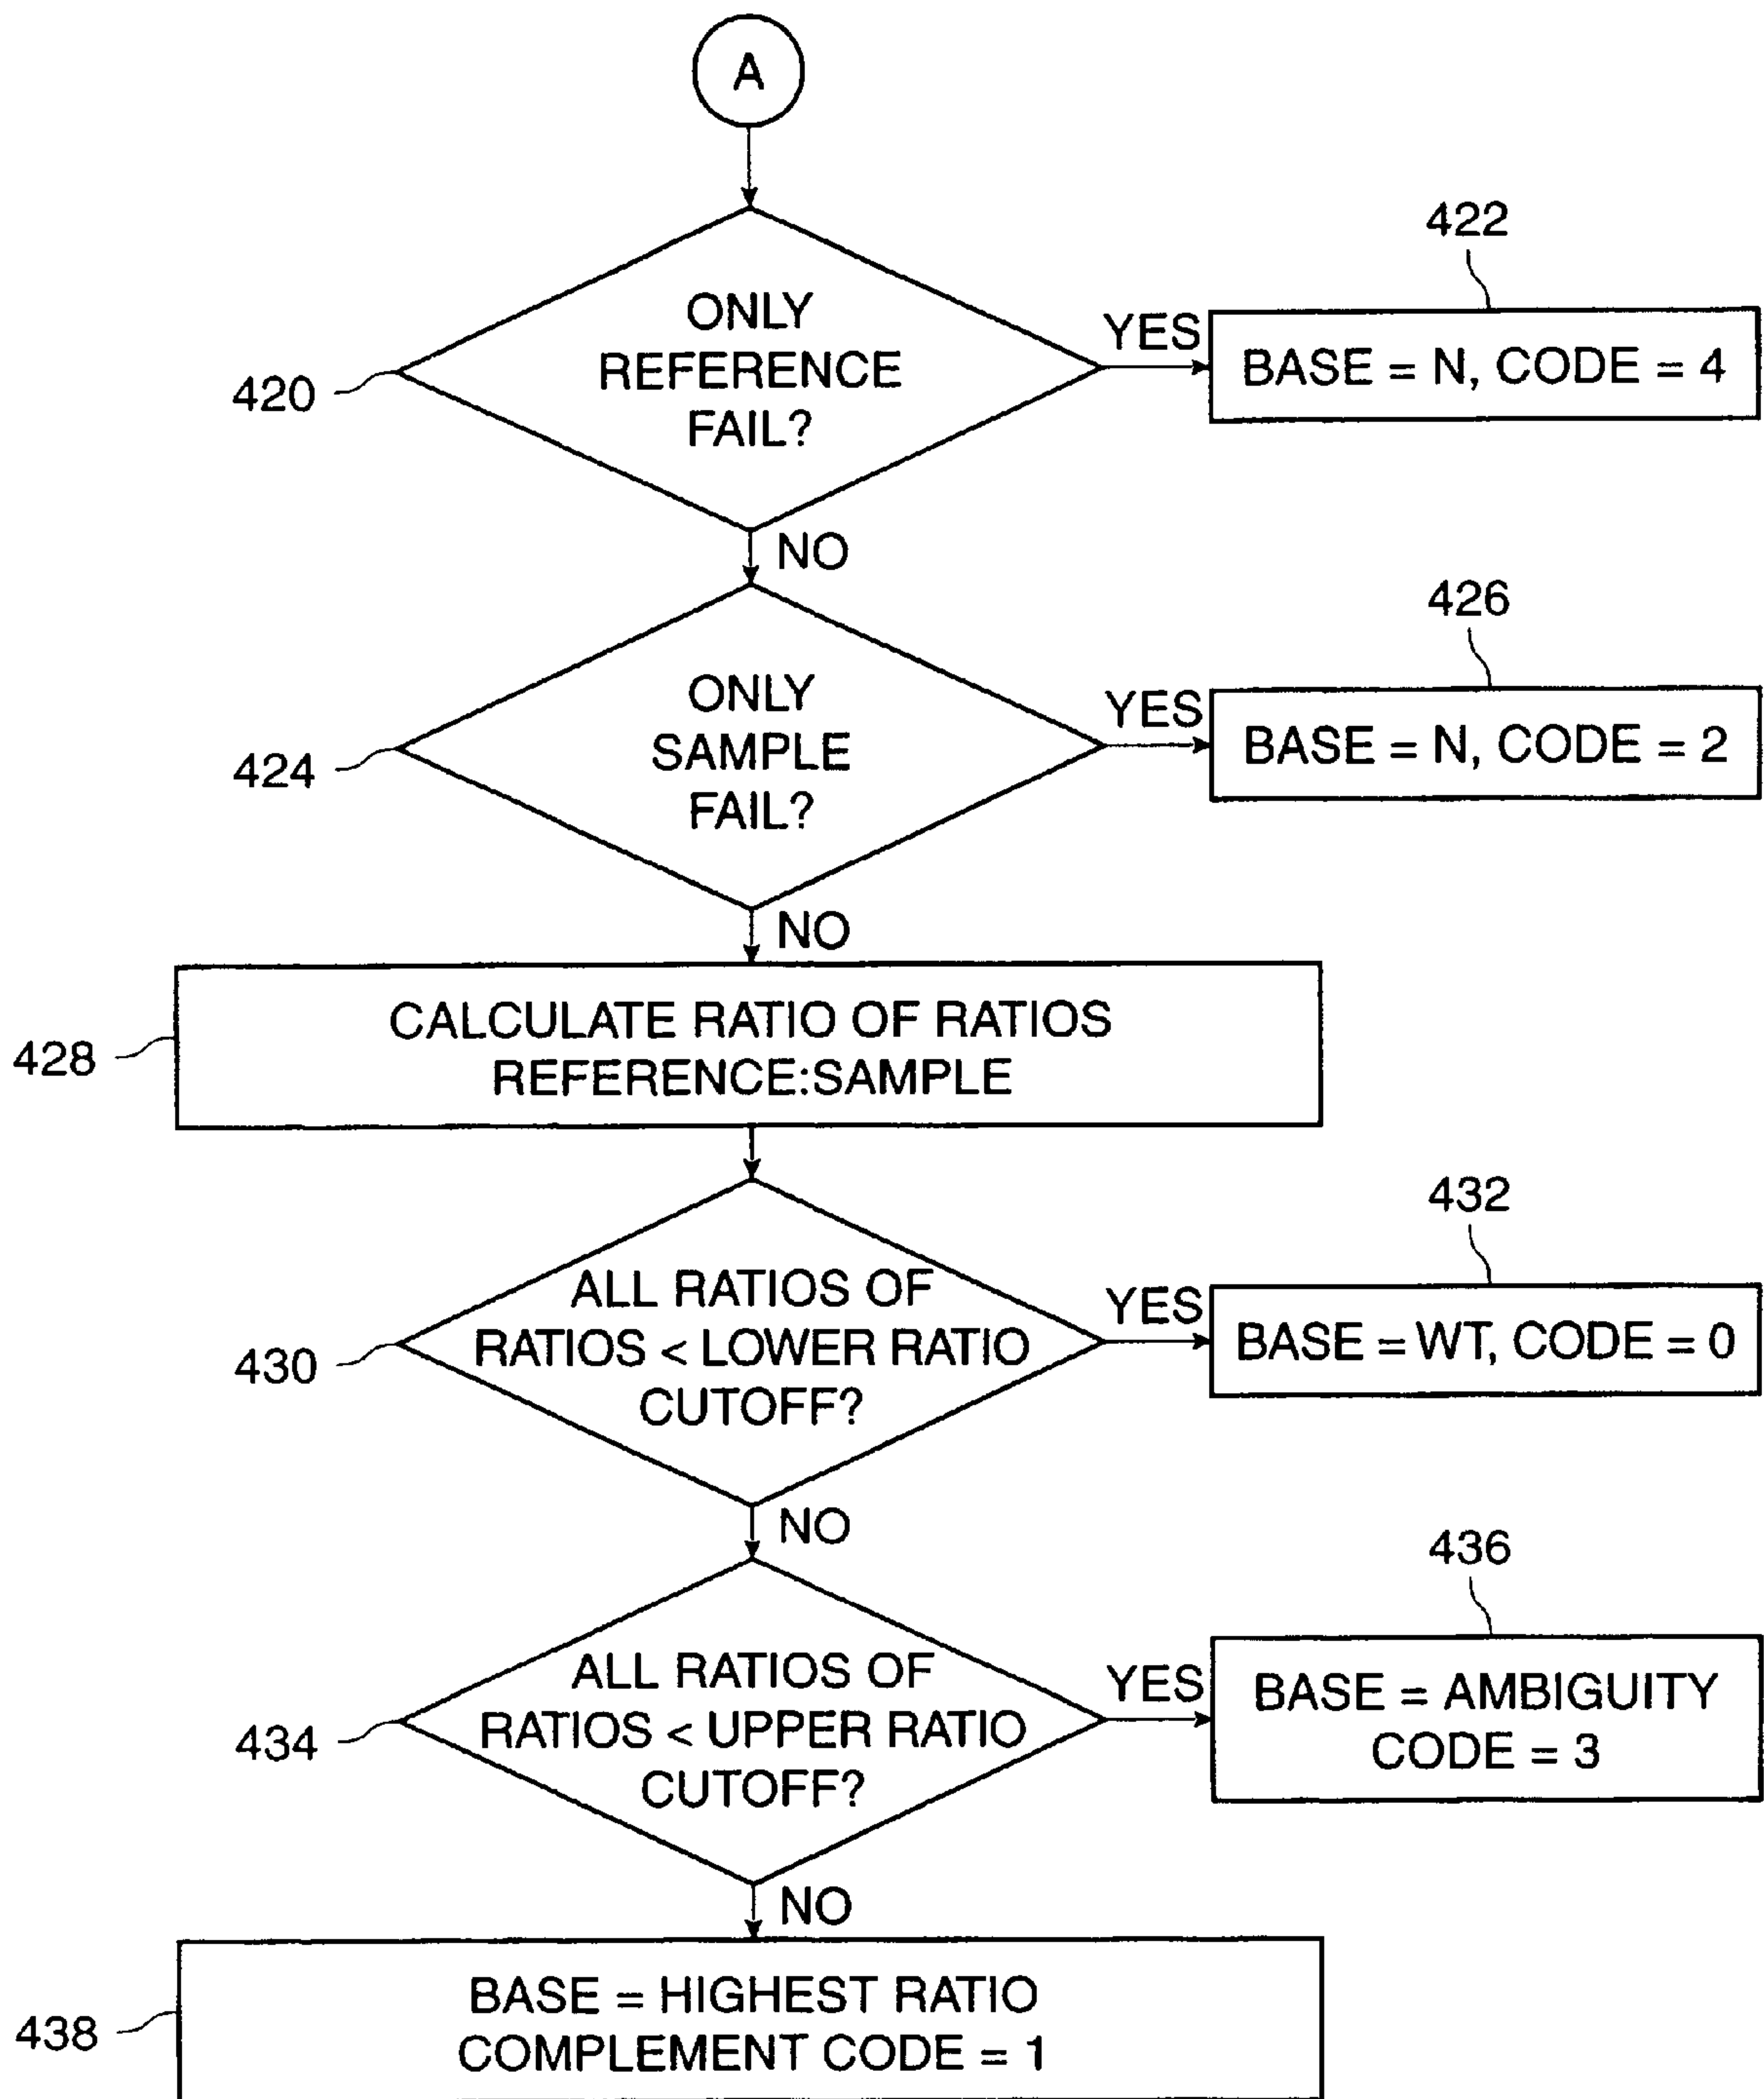 A
422
ONLY
REFERENCE
FAIL?
YES
BASE = N, CODE = 4
420
NO
426
ONLY
SAMPLE
FAIL?
YES
BASE = N, CODE = 2
424
NO
CALCULATE RATIO OF RATIOS
REFERENCE:SAMPLE
428
432
ALL RATIOS OF
RATIOS < LOWER RATIO
CUTOFF?
YES
BASE = WT, CODE = 0
430
NO
436
ALL RATIOS OF
RATIOS < UPPER RATIO
CUTOFF?
YES
BASE = AMBIGUITY
CODE = 3
434
NO
BASE = HIGHEST RATIO
COMPLEMENT CODE = 1
438